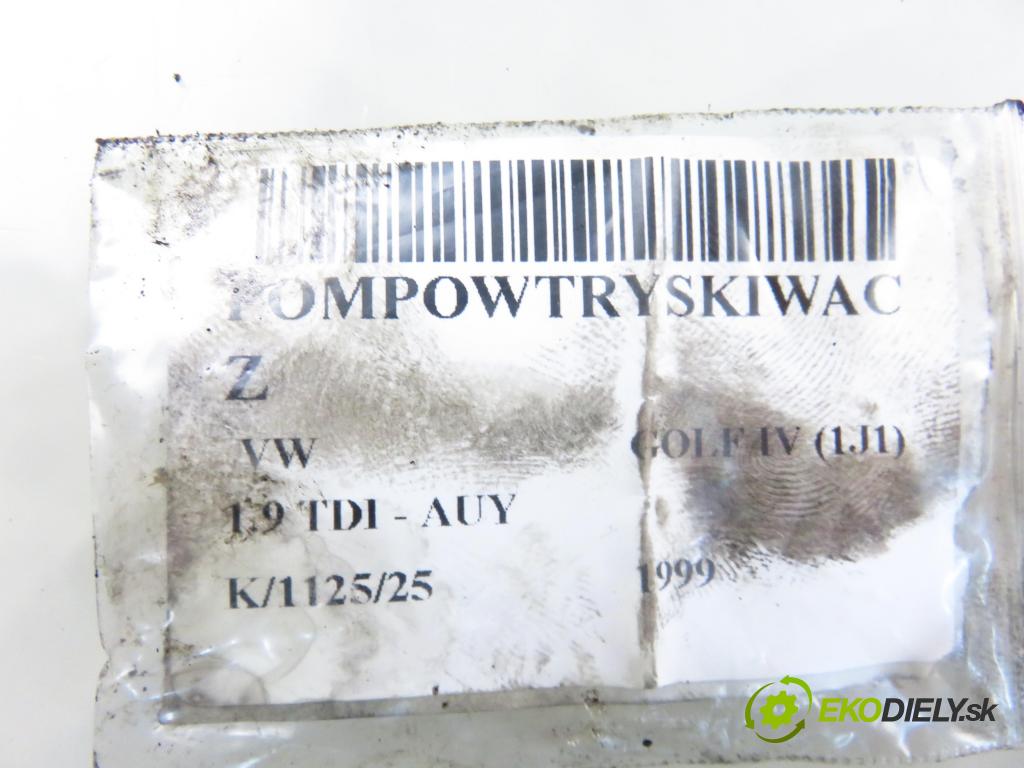 POMPOWTRYSKIWAC
Z
VW GOLF IV (1J1)
1.9 TDI - AUY
K/1125/25 1999
EKODIELY.sk